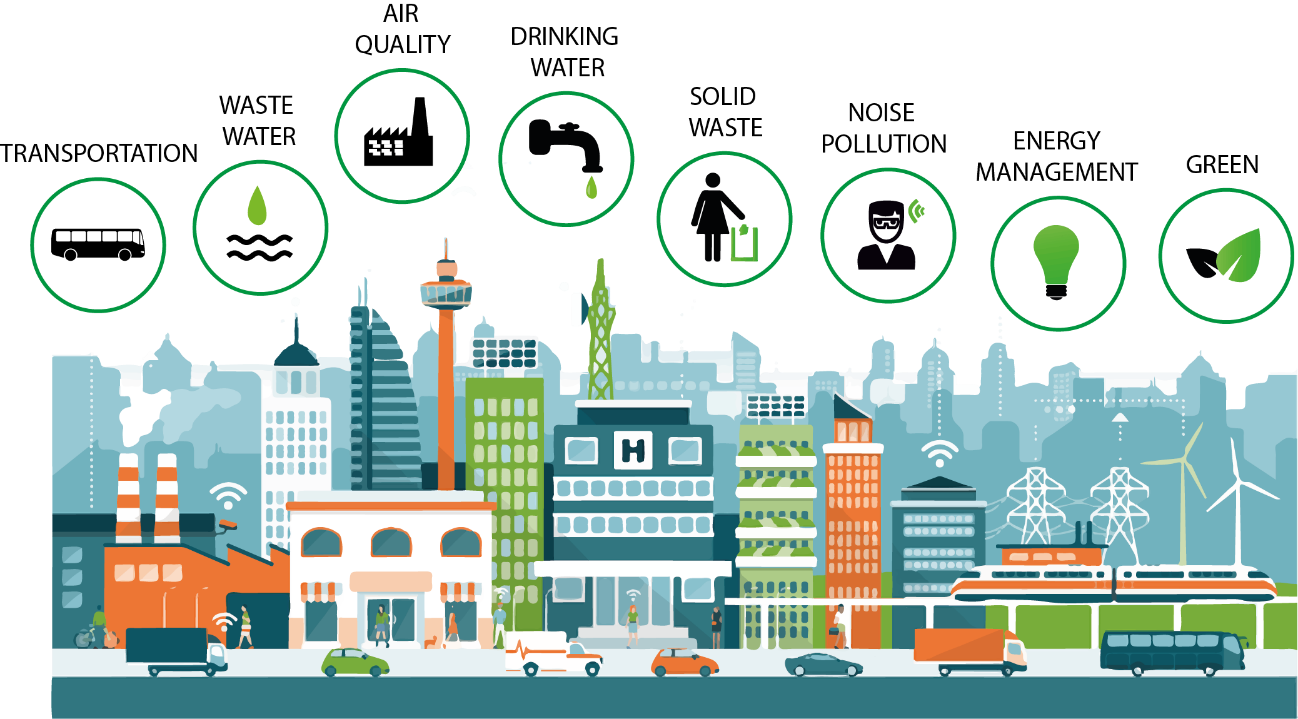 TRANSPORTATION
WASTE
WATER
AIR
QUALITY
DRINKING
WATER
SOLID
WASTE
NOISE
POLLUTION
ENERGY
MANAGEMENT
GREEN
H